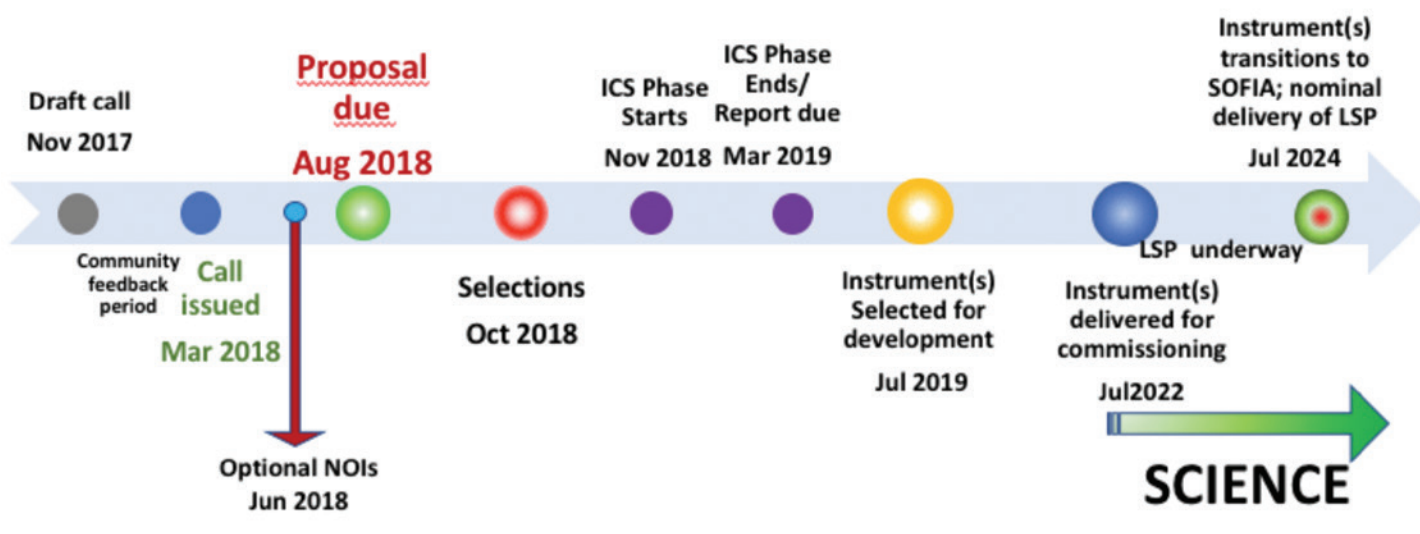 Draft call
Nov 2017
Community
feedback
period
Call
issued
Mar 2018
Optional NOIs
Jun 2018
Proposal
due
Aug 2018
Selections
Oct 2018
ICS Phase
Starts
Nov 2018
ICS Phase
Ends/
Report due
Mar 2019
Instrument(s)
Selected for
development
Jul 2019
Instrument(s)
delivered for
commissioning
Jul2022
LSP underway
Instrument(s)
transitions to
SOFIA; nominal
delivery of LSP
Jul 2024
SCIENCE